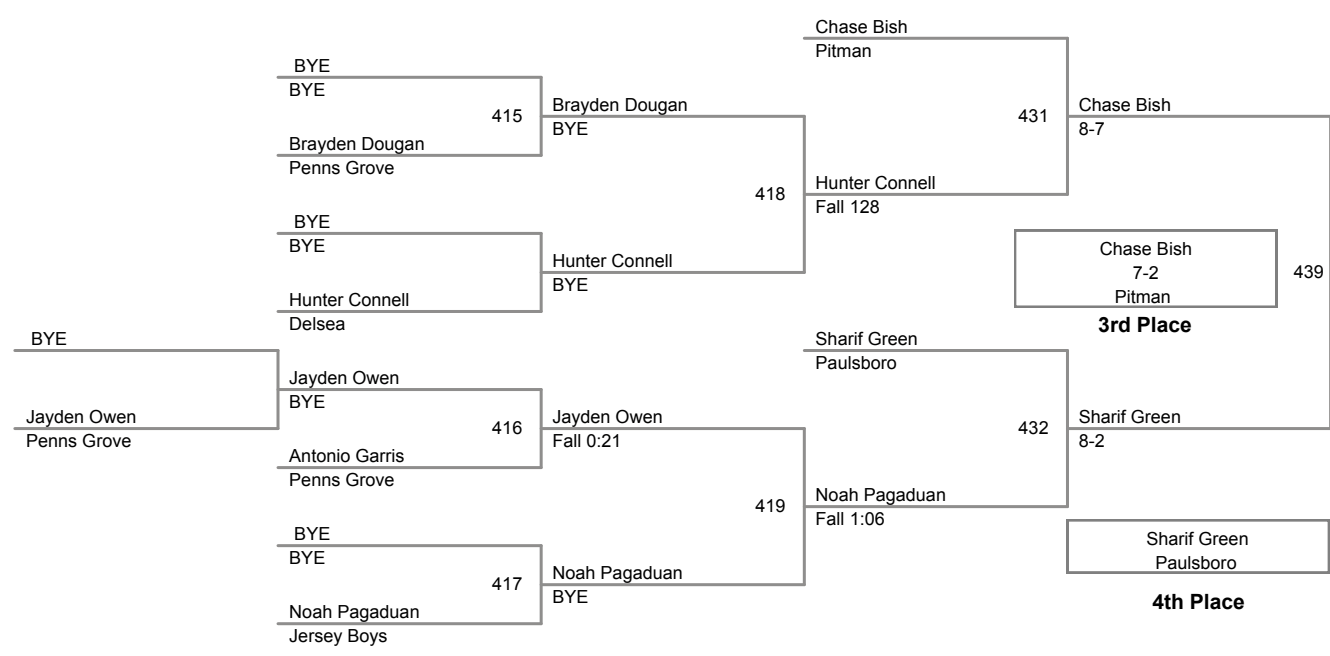 Chase Bish
Pitman
BYE
BYE
415
Brayden Dougan
BYE
431
Chase Bish
8-7
Brayden Dougan
Penns Grove
418
Hunter Connell
Fall 128
BYE
BYE
Hunter Connell
BYE
Chase Bish
7-2
Pitman
439
3rd Place
Hunter Connell
Delsea
BYE
Sharif Green
Paulsboro
Jayden Owen
BYE
Jayden Owen
Penns Grove
416
Jayden Owen
Fall 0:21
432
Sharif Green
8-2
Antonio Garris
Penns Grove
419
Noah Pagaduan
Fall 1:06
BYE
BYE
Sharif Green
Paulsboro
417
Noah Pagaduan
BYE
4th Place
Noah Pagaduan
Jersey Boys